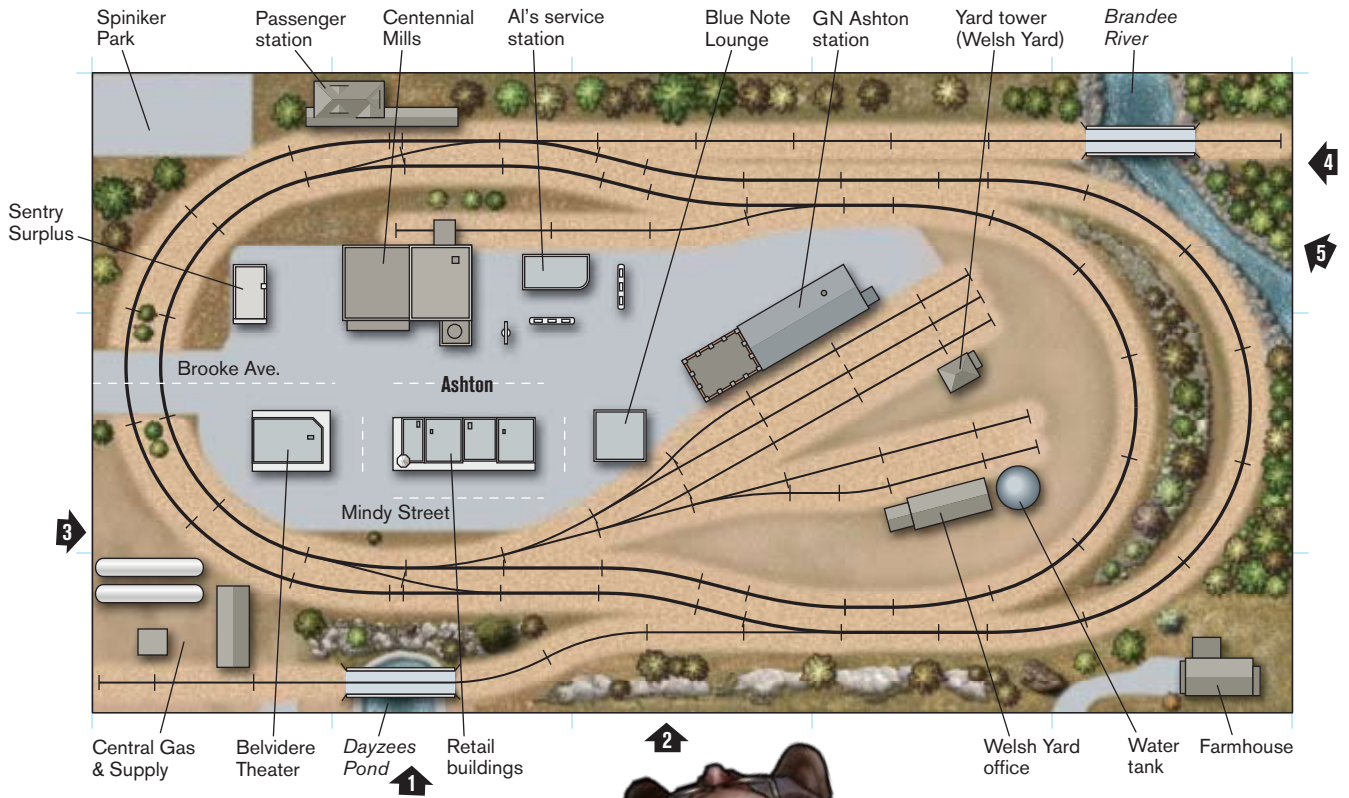 Spiniker
Park
Passenger
station
Centennial
Mills
Al's service
station
Blue Note
Lounge
GN Ashton
station
Yard tower
(Welsh Yard)
Brandee
River
4
Sentry
Surplus
5
Brooke Ave.
Ashton
Mindy Street
3
Central Gas
& Supply
Belvidere
Theater
Dayzees
Pond
1
Retail
buildings
2
Welsh Yard
office
Water
tank
Farmhouse